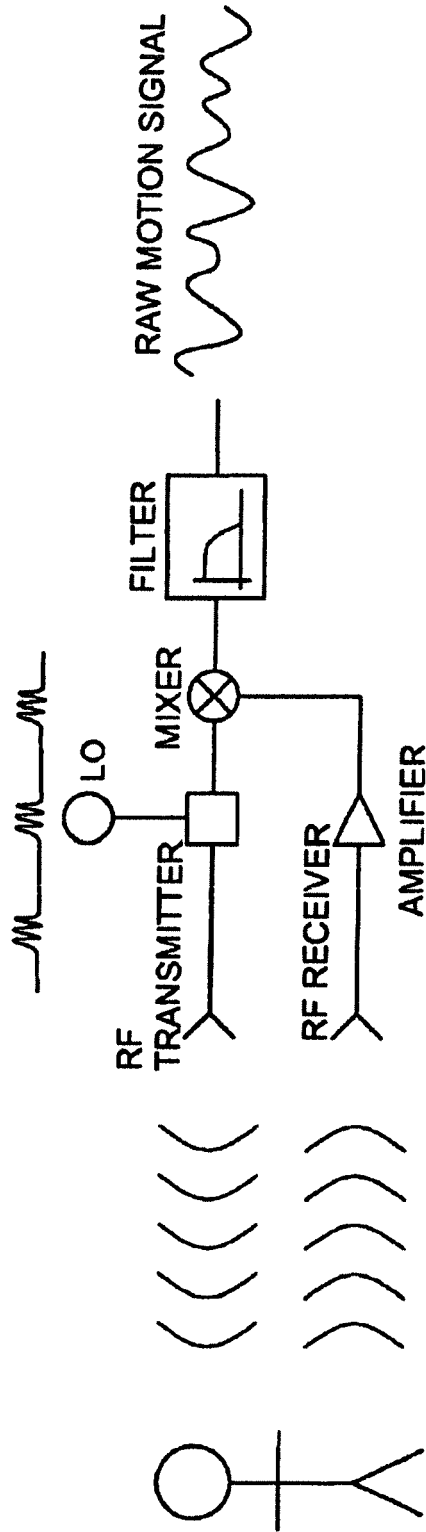 LO
RF
TRANSMITTER
MIXER
FILTER
RAW MOTION SIGNAL
RF RECEIVER
AMPLIFIER